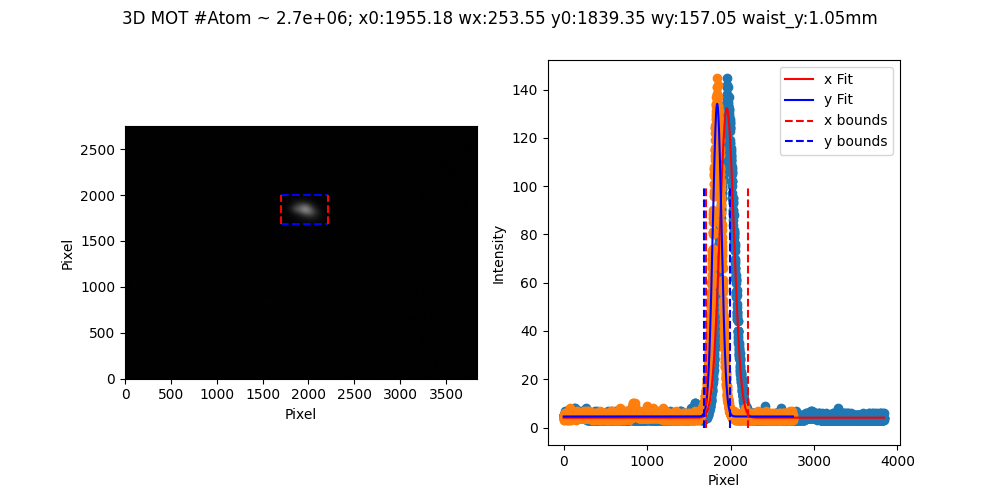 3D MOT #Atom ~ 2.7e+06; x0:1955.18 wx:253.55 y0:1839.35 wy:157.05 waist_y:1.05mm
2500
2000
1500
1000
500
0
Pixel
0 500 1000 1500 2000 2500 3000 3500
Pixel
140
120
100
80
60
40
20
0
Intensity
x Fit
y Fit
x bounds
y bounds
0 1000 2000 3000 4000
Pixel